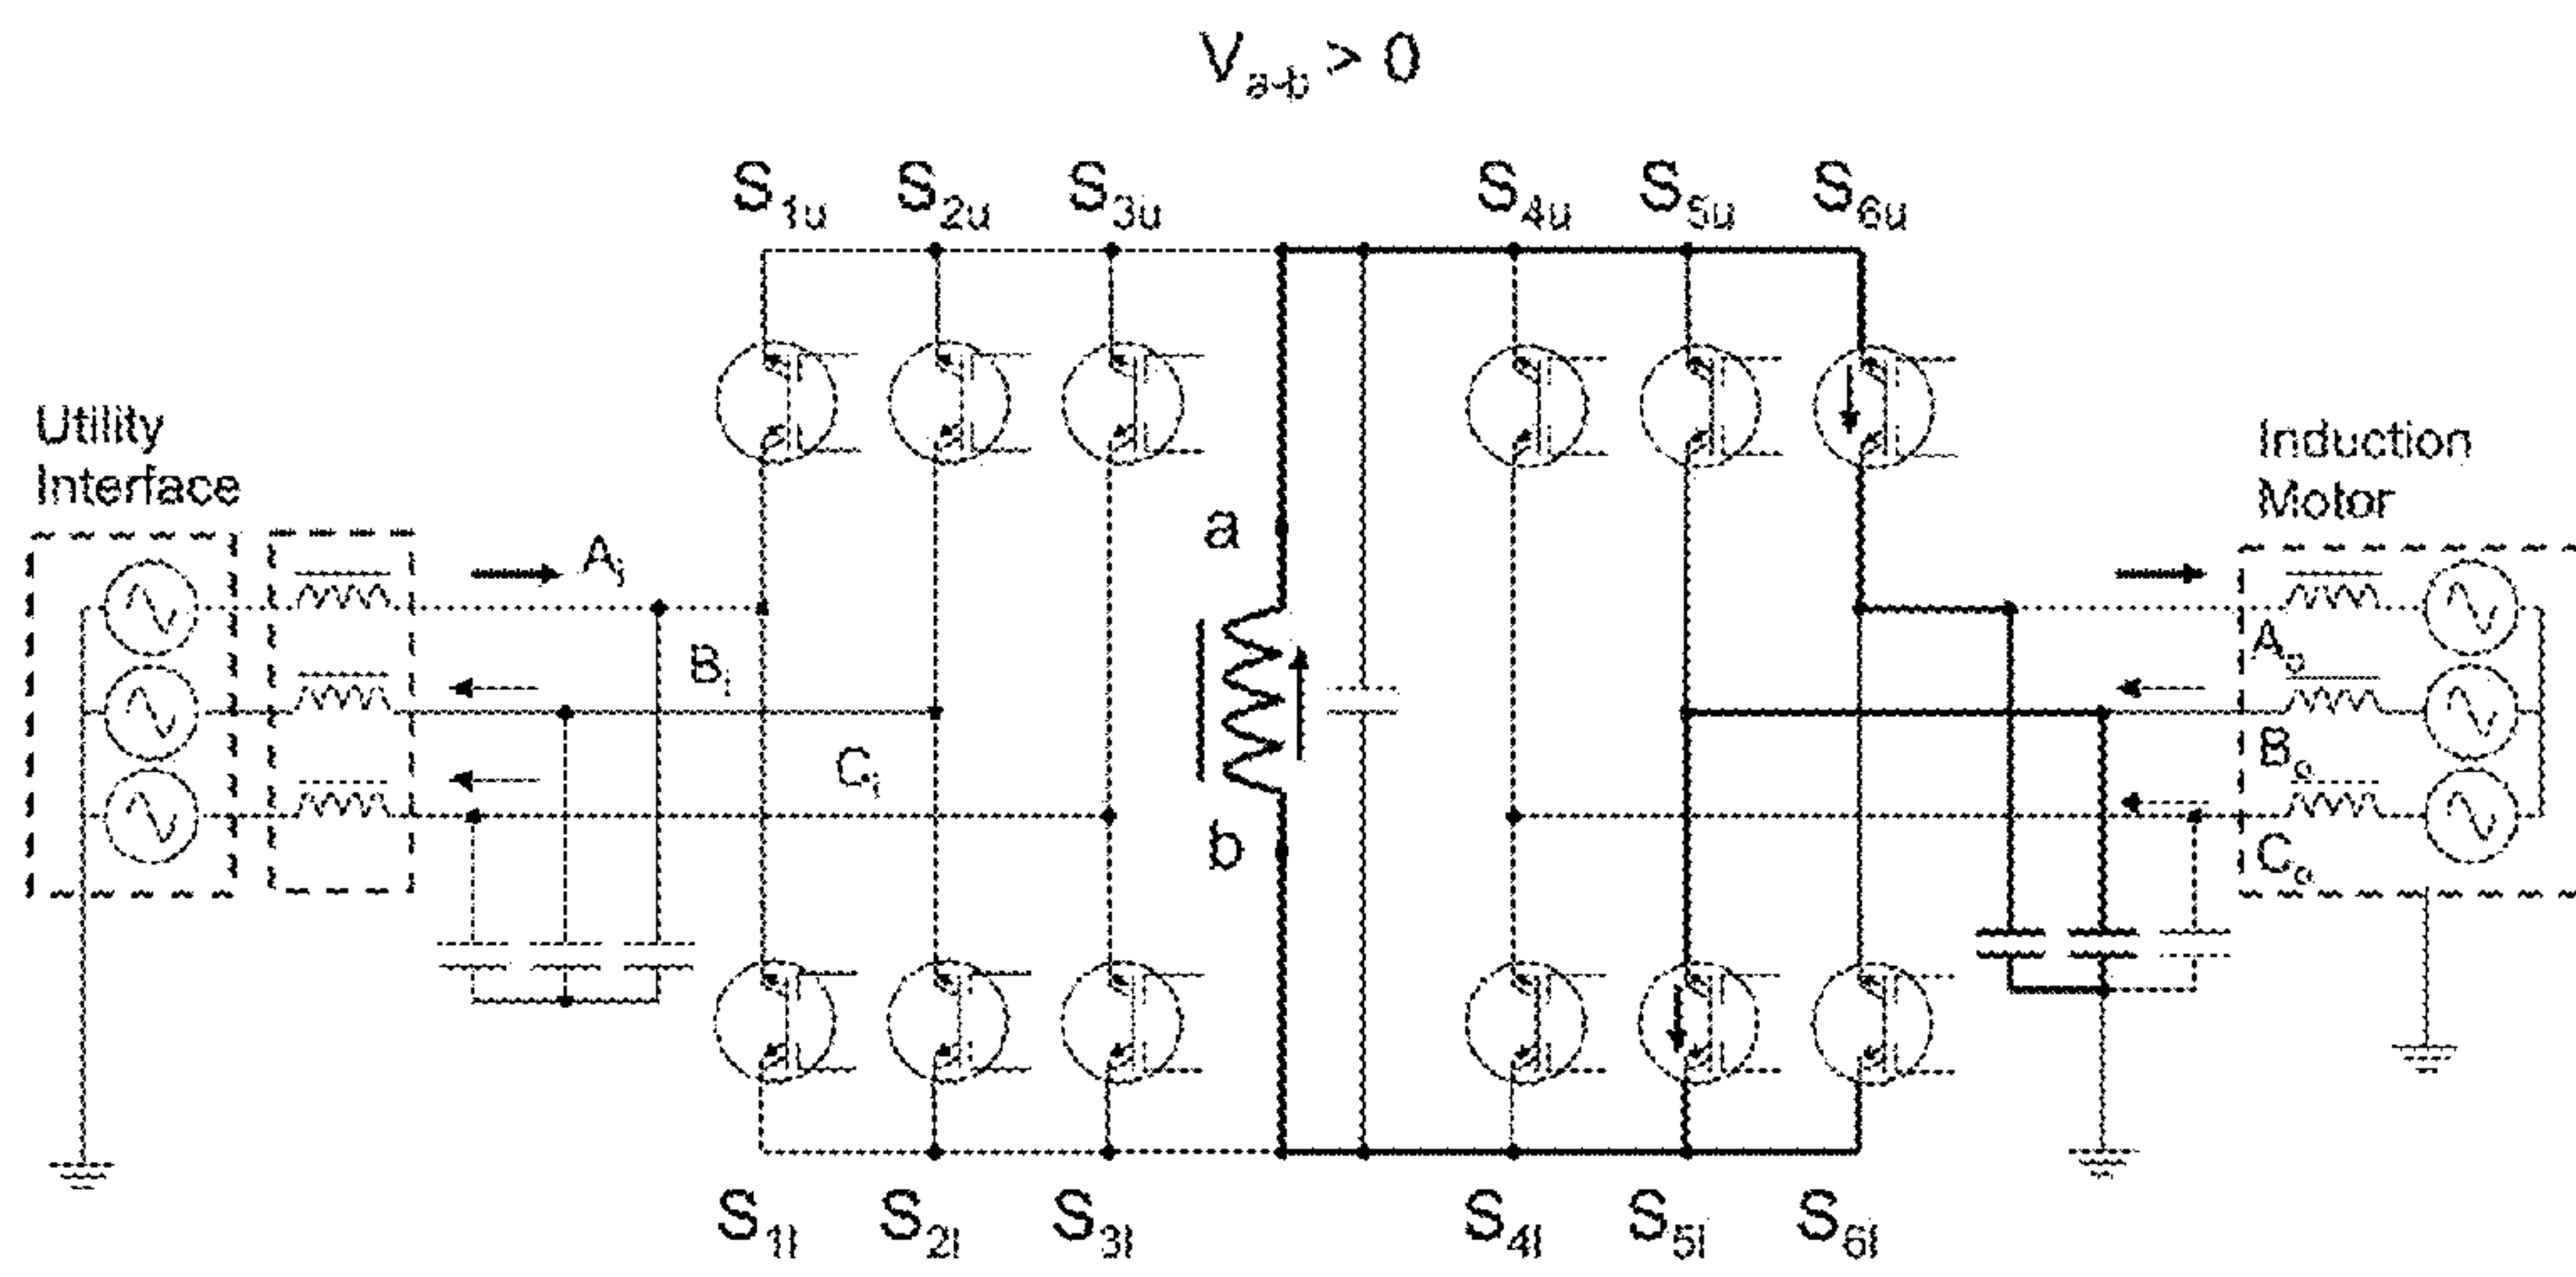 V a-b > 0
S1u S2u S3u S4u S5u S6u
Utility
Interface
Induction
Motor
Ai
Bi
Ci
a
b
Ao
Bo
Co
S1l S2l S3l S4l S5l S6l